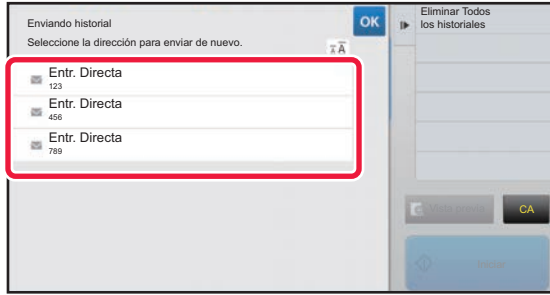 Enviando historial
OK
Seleccione la dirección para enviar de nuevo.
A A
Entr. Directa
123
Entr. Directa
456
Entr. Directa
789
Eliminar Todos
los historiales
CA